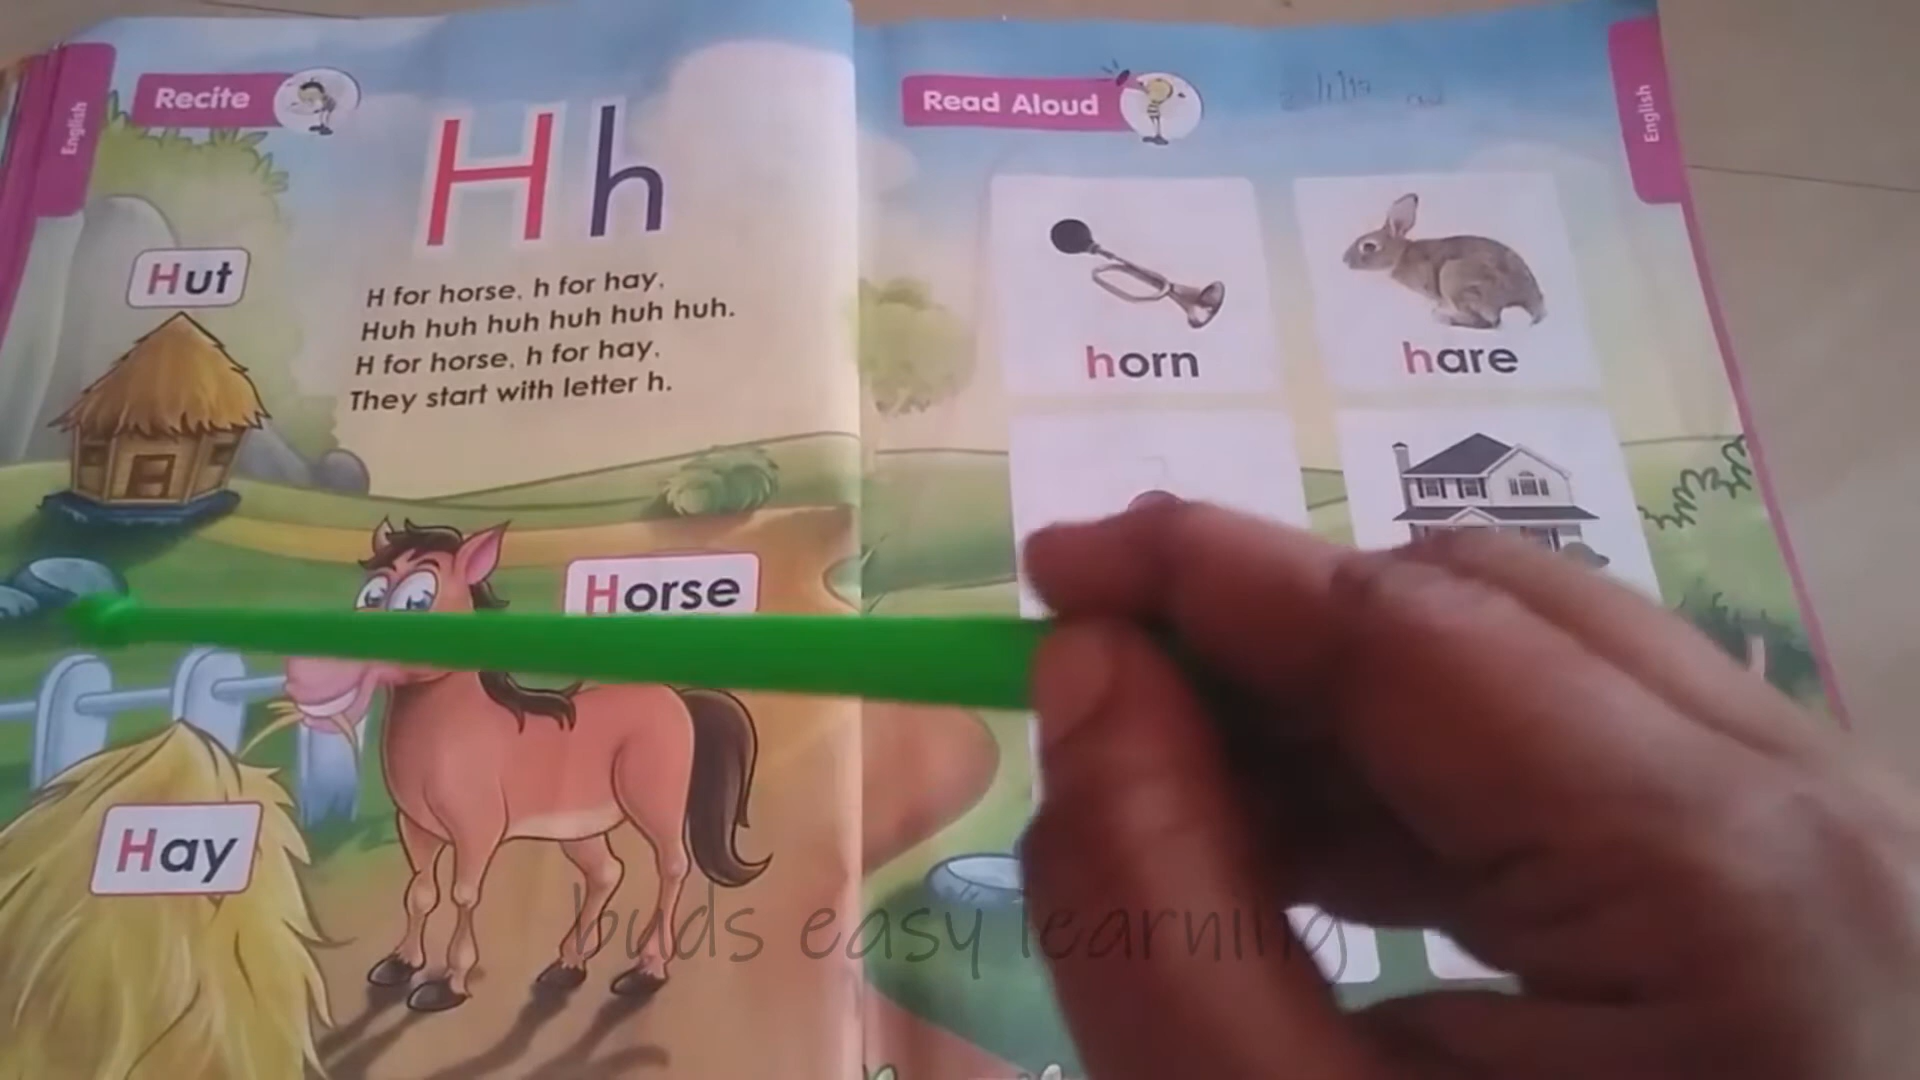 English
Recite
H h
Hut
H for horse, h for hay,
Huh huh huh huh huh huh.
H for horse, h for hay,
They start with letter h.
Horse
Hay
Read Aloud
English
horn
hare
buds easy learning